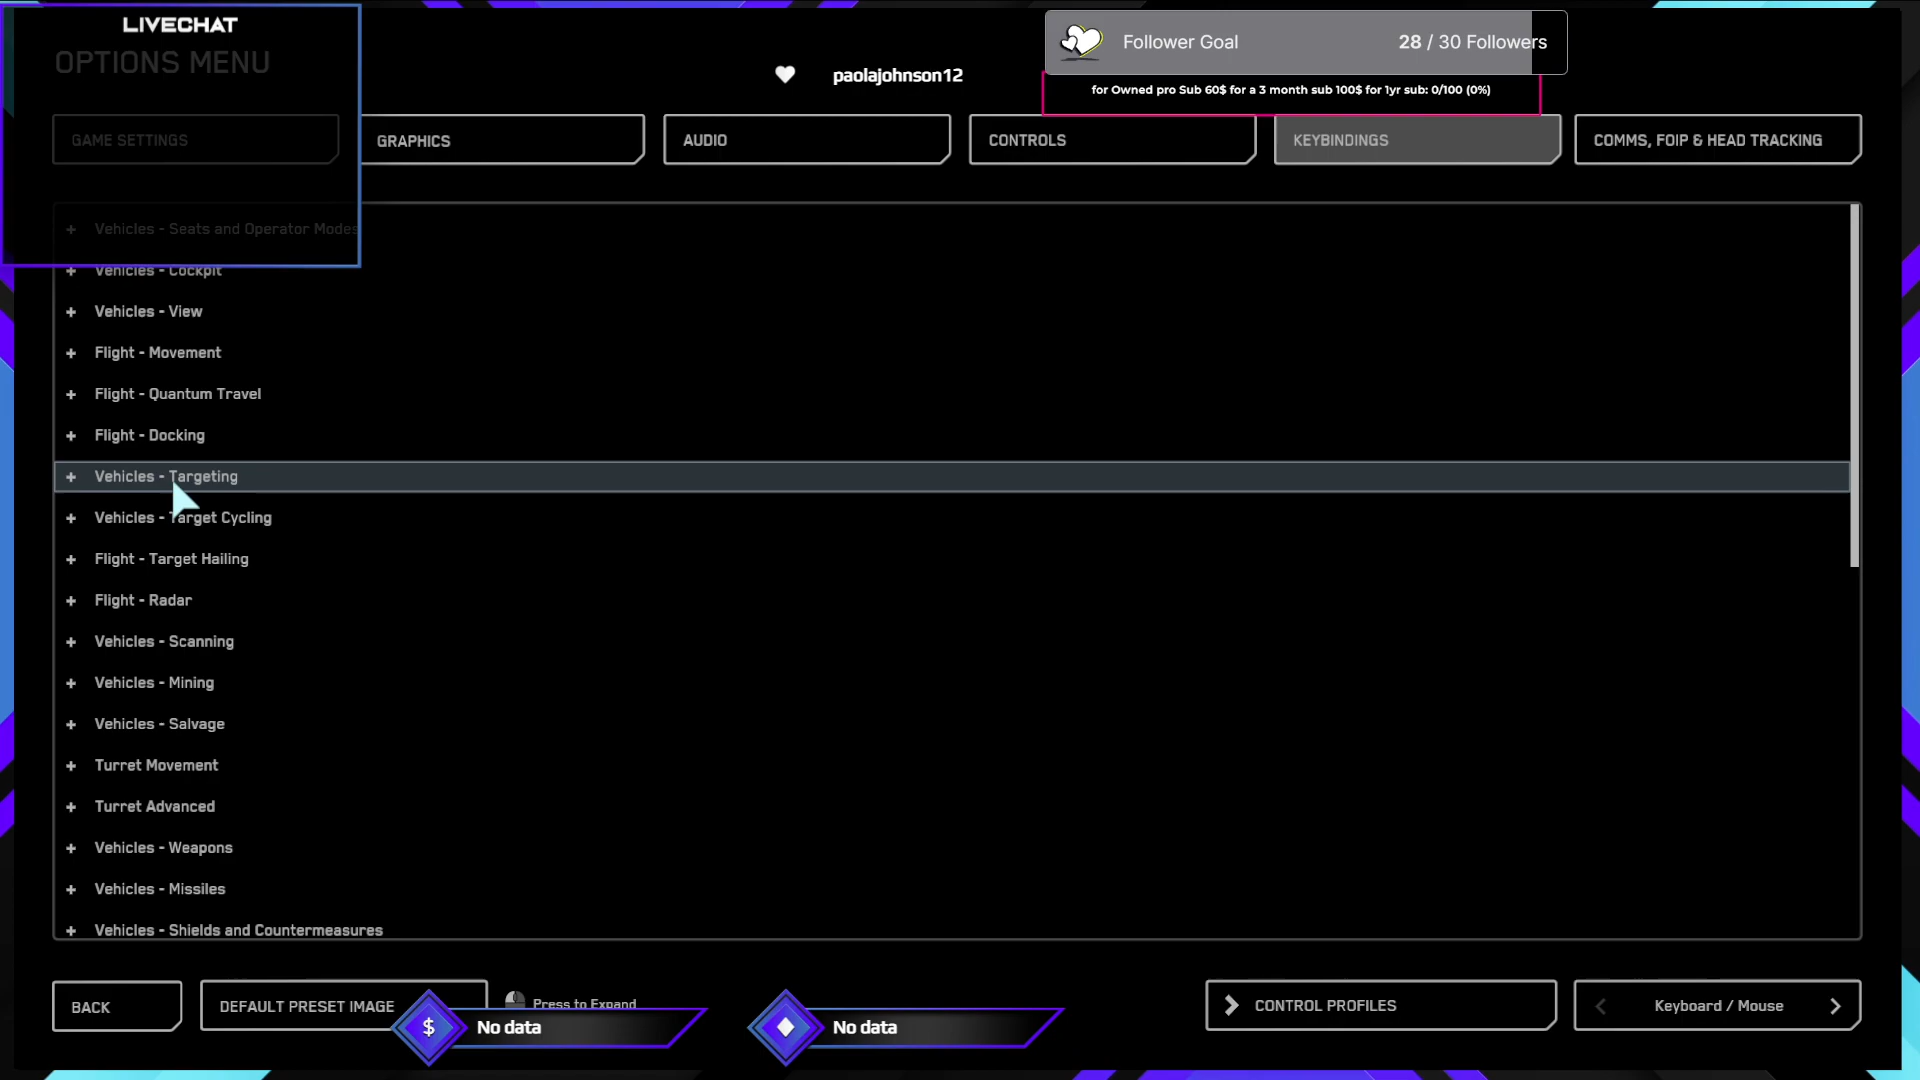 LIVECHAT
OPTIONS MENU
Follower Goal 28 / 30 Followers
paolajohnson12
for Owned pro Sub 60$ for a 3 month sub 100$ for 1yr sub: 0/100 (0%)
GAME SETTINGS
GRAPHICS
AUDIO
CONTROLS
KEYBINDINGS
COMMS, FOIP & HEAD TRACKING
+ Vehicles - Seats and Operator Modes
+ Vehicles - Cockpit
+ Vehicles - View
+ Flight - Movement
+ Flight - Quantum Travel
+ Flight - Docking
+ Vehicles - Targeting
+ Vehicles - Target Cycling
+ Flight - Target Hailing
+ Flight - Radar
+ Vehicles - Scanning
+ Vehicles - Mining
+ Vehicles - Salvage
+ Turret Movement
+ Turret Advanced
+ Vehicles - Weapons
+ Vehicles - Missiles
+ Vehicles - Shields and Countermeasures
BACK
DEFAULT PRESET IMAGE
Press to Expand
CONTROL PROFILES
Keyboard / Mouse
$ No data
No data